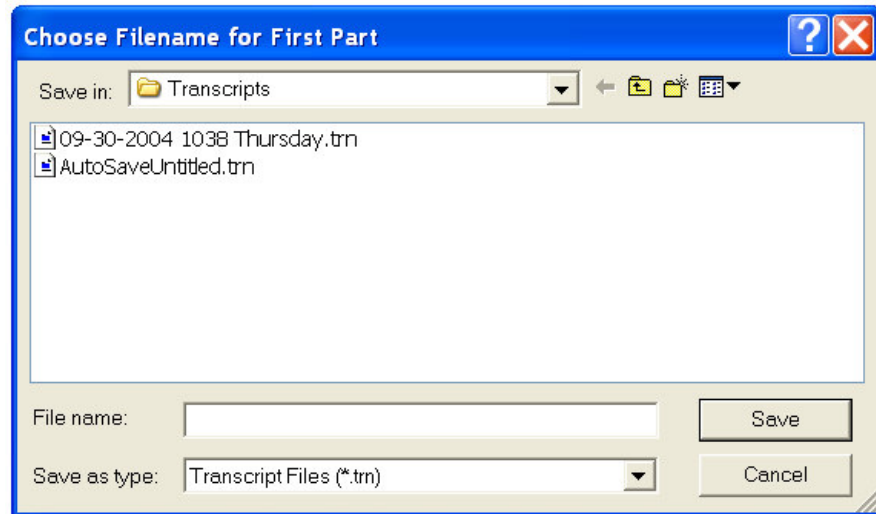 Choose Filename for First Part
Save in: Transcripts
09-30-2004 1038 Thursday.trn
AutoSaveUntitled.trn
File name: Save
Save as type: Transcript Files (*.trn) Cancel